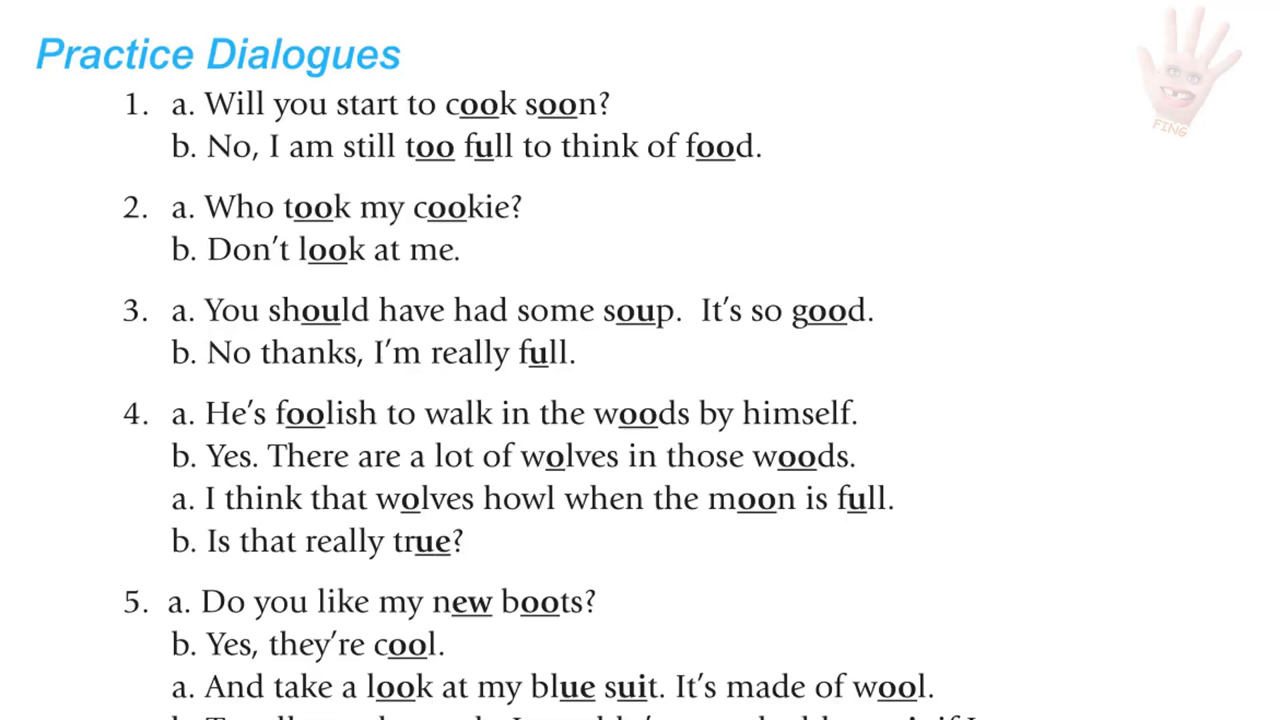 Practice Dialogues
FING
1. a. Will you start to cook soon?
b. No, I am still too full to think of food.
2. a. Who took my cookie?
b. Don't look at me.
3. a. You should have had some soup. It's so good.
b. No thanks, I'm really full.
4. a. He's foolish to walk in the woods by himself.
b. Yes. There are a lot of wolves in those woods.
a. I think that wolves howl when the moon is full.
b. Is that really true?
5. a. Do you like my new boots?
b. Yes, they're cool.
a. And take a look at my blue suit. It's made of wool.